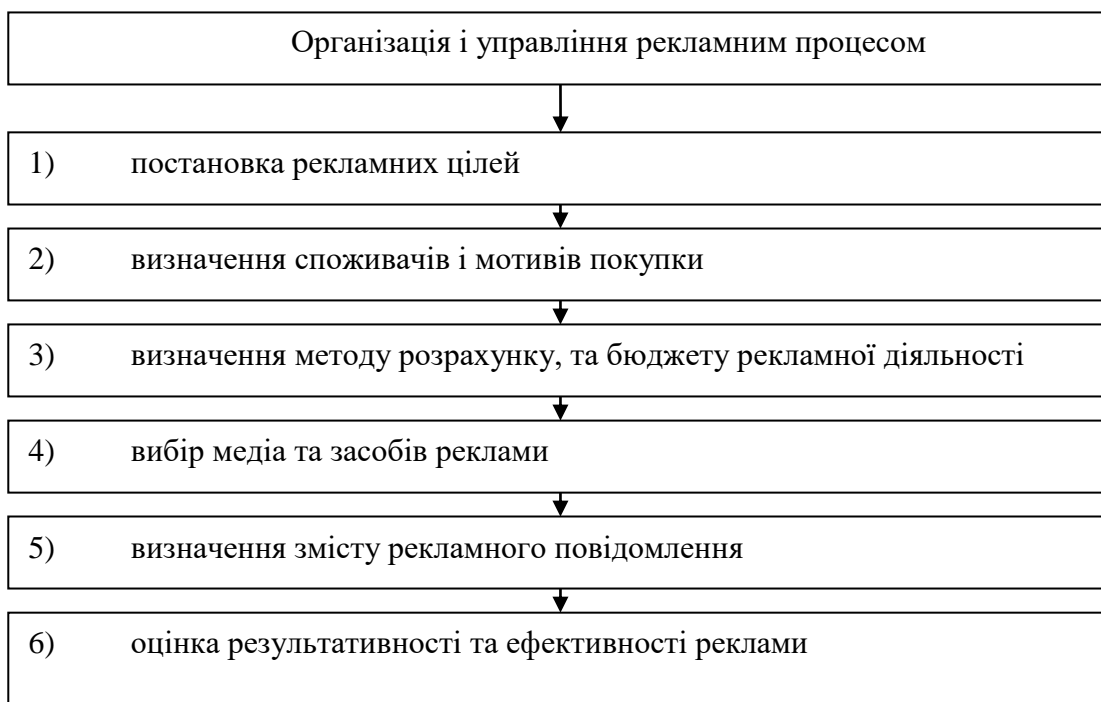 Організація і управління рекламним процесом
1) постановка рекламних цілей
2) визначення споживачів і мотивів покупки
3) визначення методу розрахунку, та бюджету рекламної діяльності
4) вибір медіа та засобів реклами
5) визначення змісту рекламного повідомлення
6) оцінка результативності та ефективності реклами